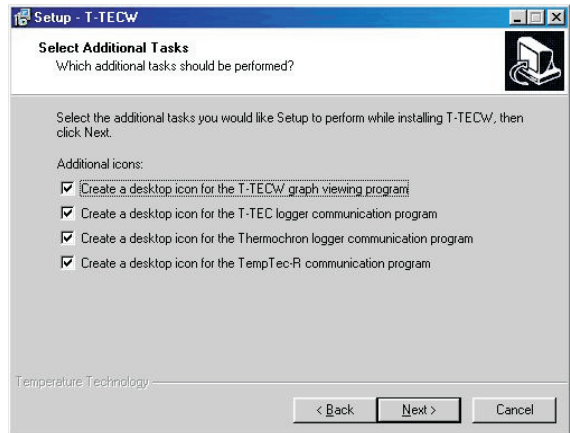 Setup - T-TECW
Select Additional Tasks
Which additional tasks should be performed?
Select the additional tasks you would like Setup to perform while installing T-TECW, then
click Next.
Additional icons:
Create a desktop icon for the T-TECW graph viewing program
Create a desktop icon for the T-TEC logger communication program
Create a desktop icon for the Thermochron logger communication program
Create a desktop icon for the TempTec-R communication program
Temperature Technology
< Back
Next >
Cancel